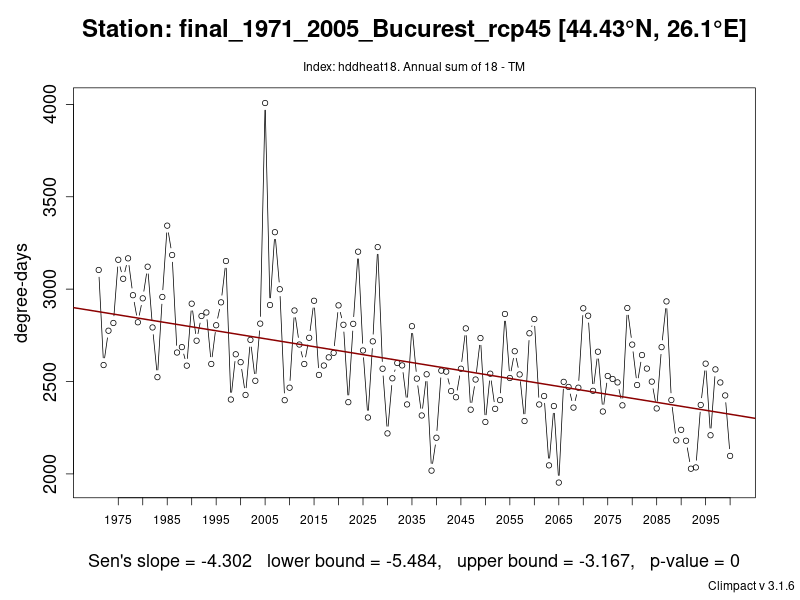 Station: final_1971_2005_Bucurest_rcp45 [44.43°N, 26.1°E]
Index: hddheat18. Annual sum of 18 - TM
4000
3500
3000
2500
2000
degree-days
1975 1985 1995 2005 2015 2025 2035 2045 2055 2065 2075 2085 2095
Sen's slope = -4.302 lower bound = -5.484, upper bound = -3.167, p-value = 0
Climpact v 3.1.6